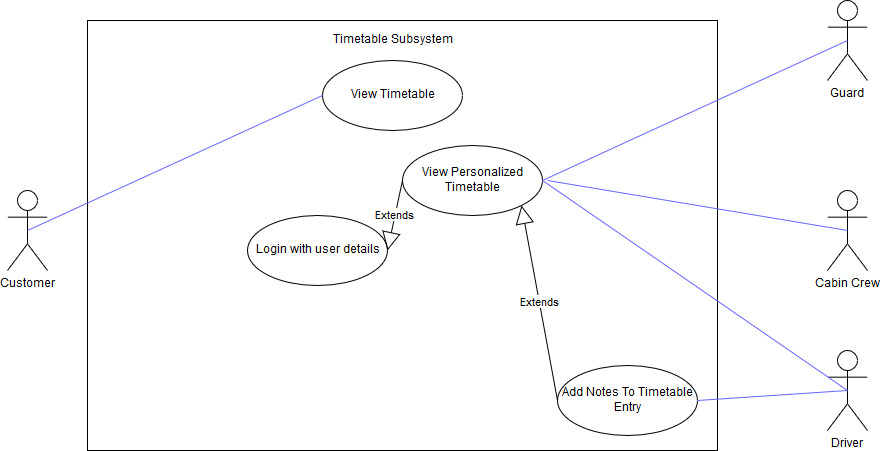 Timetable Subsystem
Guard
View Timetable
View Personalized
Timetable
Extends
Login with user details
Customer
Cabin Crew
Extends
Add Notes To Timetable
Entry
Driver